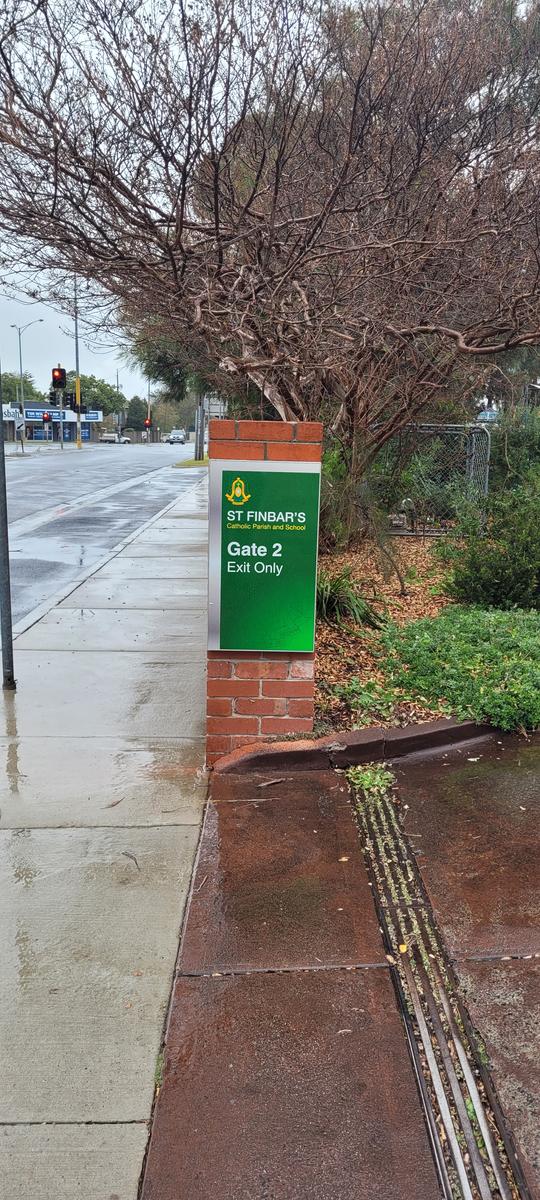 ST FINBAR'S
Catholic Parish and School
Gate 2
Exit Only